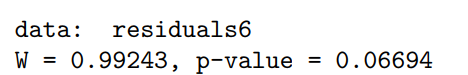 data:  residuals6
W = 0.99243, p-value = 0.06694